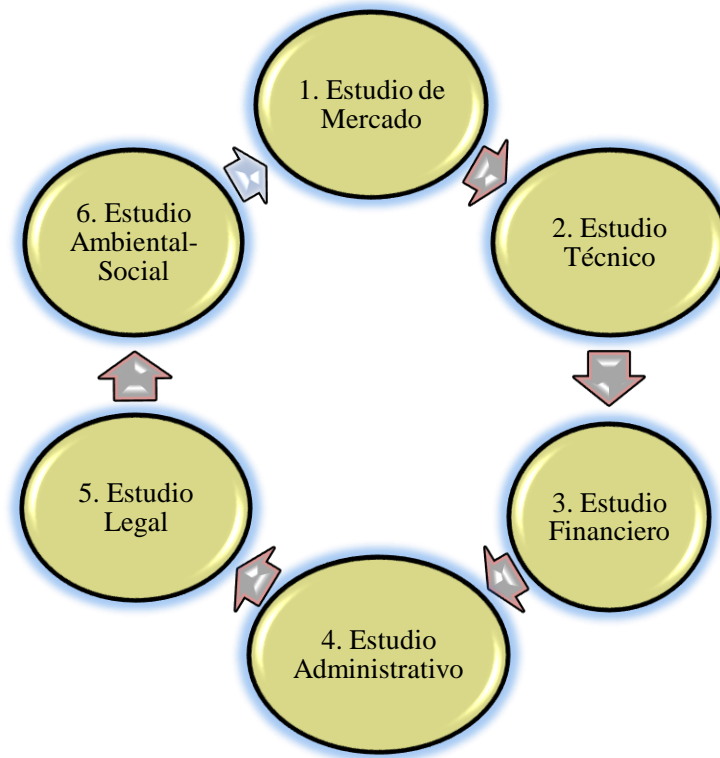 1. Estudio de
Mercado
2. Estudio
Técnico
3. Estudio
Financiero
4. Estudio
Administrativo
5. Estudio
Legal
6. Estudio
Ambiental-
Social